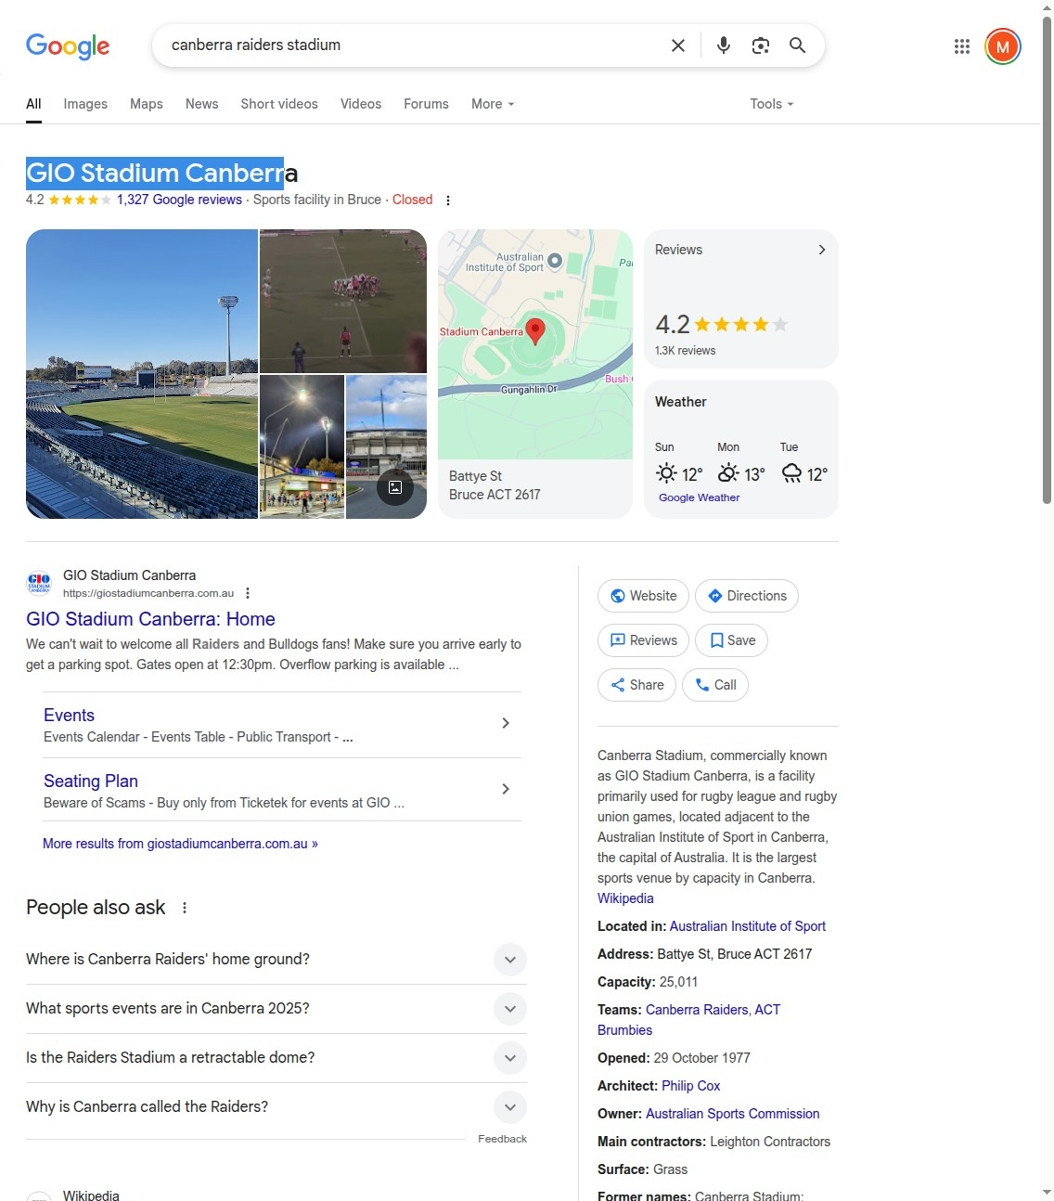 Google
canberra raiders stadium
M
All Images Maps News Short videos Videos Forums More Tools
GIO Stadium Canberra
4.2 1,327 Google reviews · Sports facility in Bruce · Closed
Australian
Institute of Sport
Pa
Stadium Canberra
Gungahlin Dr
Bush
Battye St
Bruce ACT 2617
Reviews
4.2
1.3K reviews
Weather
Sun Mon Tue
12° 13° 12°
Google Weather
GIO STADIUM CANBERRA
GIO Stadium Canberra
https://giostadiumcanberra.com.au
GIO Stadium Canberra: Home
We can't wait to welcome all Raiders and Bulldogs fans! Make sure you arrive early to
get a parking spot. Gates open at 12:30pm. Overflow parking is available ...
Events
Events Calendar - Events Table - Public Transport - ...
Seating Plan
Beware of Scams - Buy only from Ticketek for events at GIO ...
More results from giostadiumcanberra.com.au »
People also ask
Where is Canberra Raiders' home ground?
What sports events are in Canberra 2025?
Is the Raiders Stadium a retractable dome?
Why is Canberra called the Raiders?
Feedback
Wikipedia
Website Directions
Reviews Save
Share Call
Canberra Stadium, commercially known
as GIO Stadium Canberra, is a facility
primarily used for rugby league and rugby
union games, located adjacent to the
Australian Institute of Sport in Canberra,
the capital of Australia. It is the largest
sports venue by capacity in Canberra.
Wikipedia
Located in: Australian Institute of Sport
Address: Battye St, Bruce ACT 2617
Capacity: 25,011
Teams: Canberra Raiders, ACT
Brumbies
Opened: 29 October 1977
Architect: Philip Cox
Owner: Australian Sports Commission
Main contractors: Leighton Contractors
Surface: Grass
Former names: Canberra Stadium;